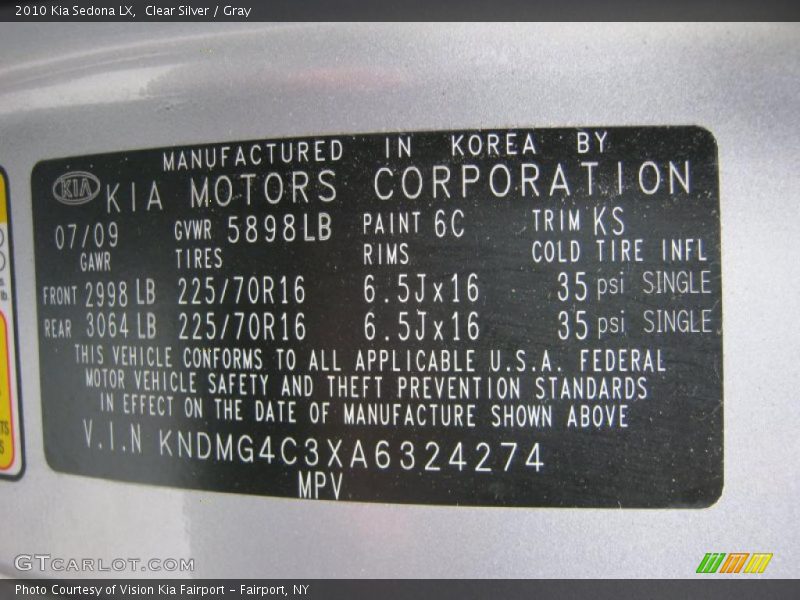 2010 Kia Sedona LX,  Clear Silver / Gray
MANUFACTURED IN KOREA BY
KIA KIA MOTORS CORPORATION
07/09 GVWR 5898LB PAINT 6C TRIM KS
GAWR TIRES RIMS COLD TIRE INFL
FRONT 2998 LB 225/70R16 6.5Jx16 35 psi SINGLE
REAR 3064 LB 225/70R16 6.5Jx16 35 psi SINGLE
THIS VEHICLE CONFORMS TO ALL APPLICABLE U.S.A. FEDERAL
MOTOR VEHICLE SAFETY AND THEFT PREVENTION STANDARDS
IN EFFECT ON THE DATE OF MANUFACTURE SHOWN ABOVE
V.I.N KNDMG4C3XA6324274
MPV
GTCARLOT.COM
Photo Courtesy of Vision Kia Fairport – Fairport, NY